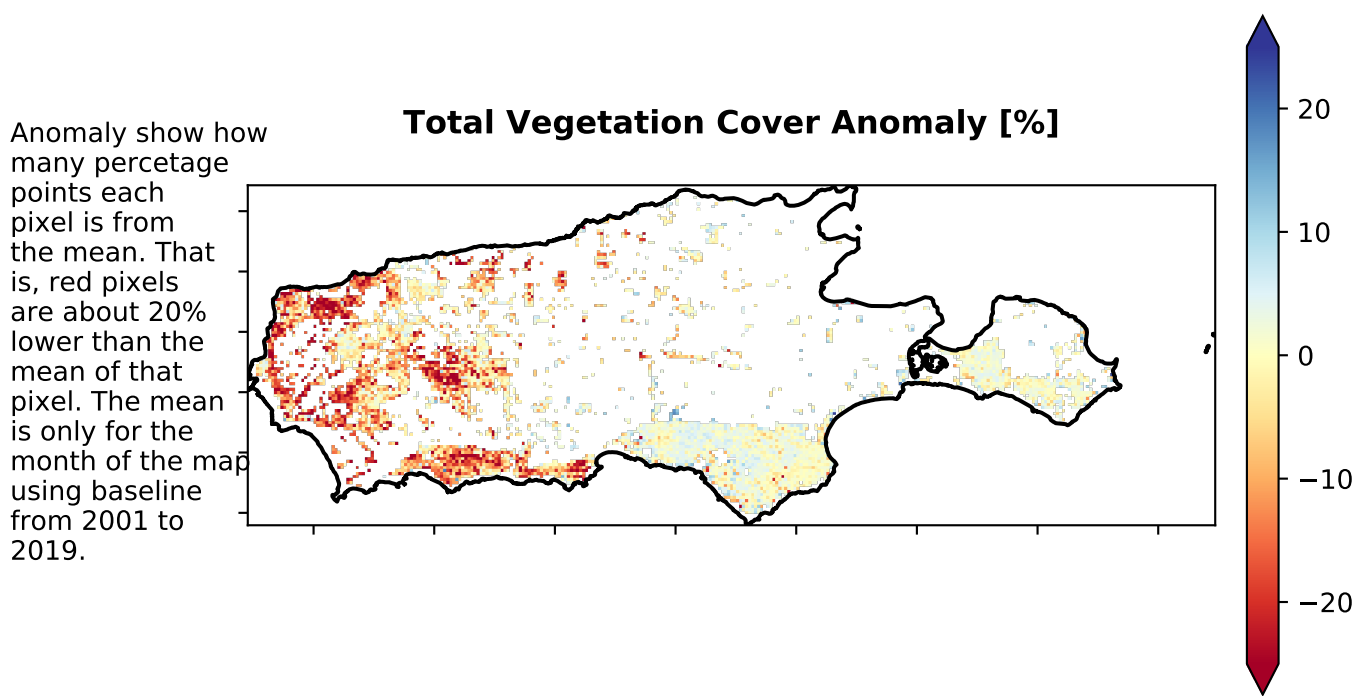 Total Vegetation Cover Anomaly [%]
Anomaly show how
many percetage
points each
pixel is from
the mean. That
is, red pixels
are about 20%
lower than the
mean of that
pixel. The mean
is only for the
month of the map
using baseline
from 2001 to
2019.
20
10
0
−10
−20